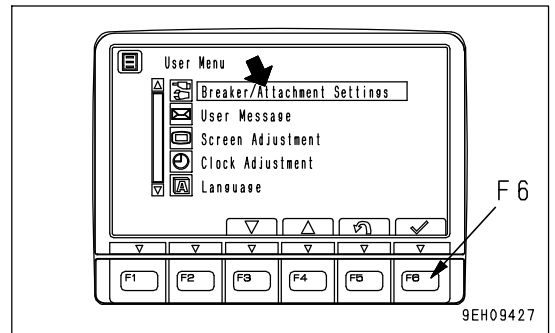 User Menu
Breaker/Attachment Settings
User Message
Screen Adjustment
Clock Adjustment
A Language
F6
F1 F2 F3 F4 F5 F6
9EH09427